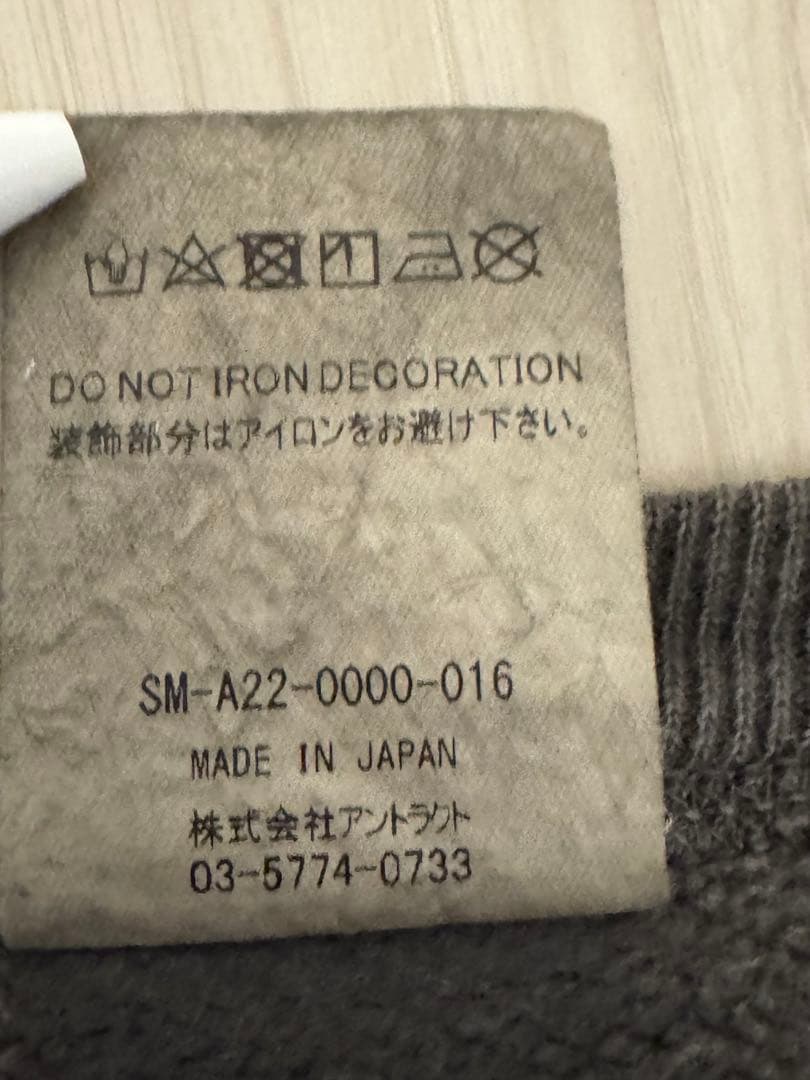 DO NOT IRON DECORATION
装飾部分はアイロンをお避け下さい。
SM-A22-0000-016
MADE IN JAPAN
株式会社アントラクト
03-5774-0733